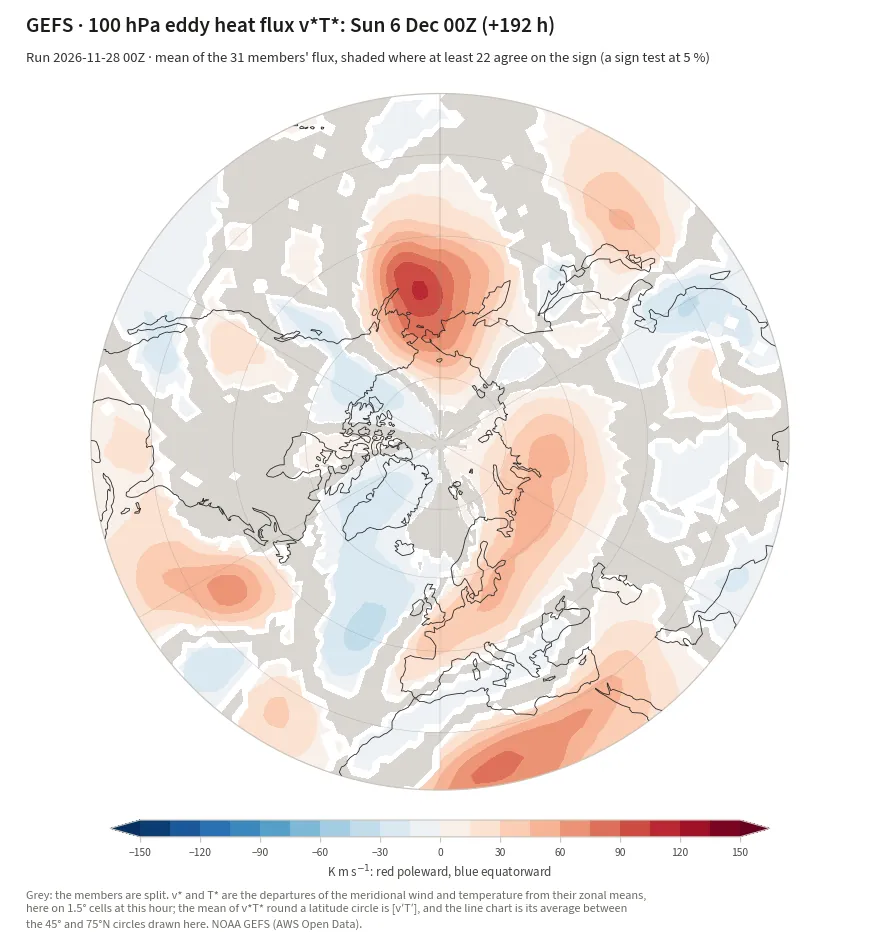 GEFS · 100 hPa eddy heat flux v*T*: Sun 6 Dec 00Z (+192 h)
Run 2026-11-28 00Z · mean of the 31 members' flux, shaded where at least 22 agree on the sign (a sign test at 5 %)
−150 −120 −90 −60 −30 0 30 60 90 120 150
K m s⁻¹: red poleward, blue equatorward
Grey: the members are split. v* and T* are the departures of the meridional wind and temperature from their zonal means,
here on 1.5° cells at this hour; the mean of v*T* round a latitude circle is [v'T'], and the line chart is its average between
the 45° and 75°N circles drawn here. NOAA GEFS (AWS Open Data).